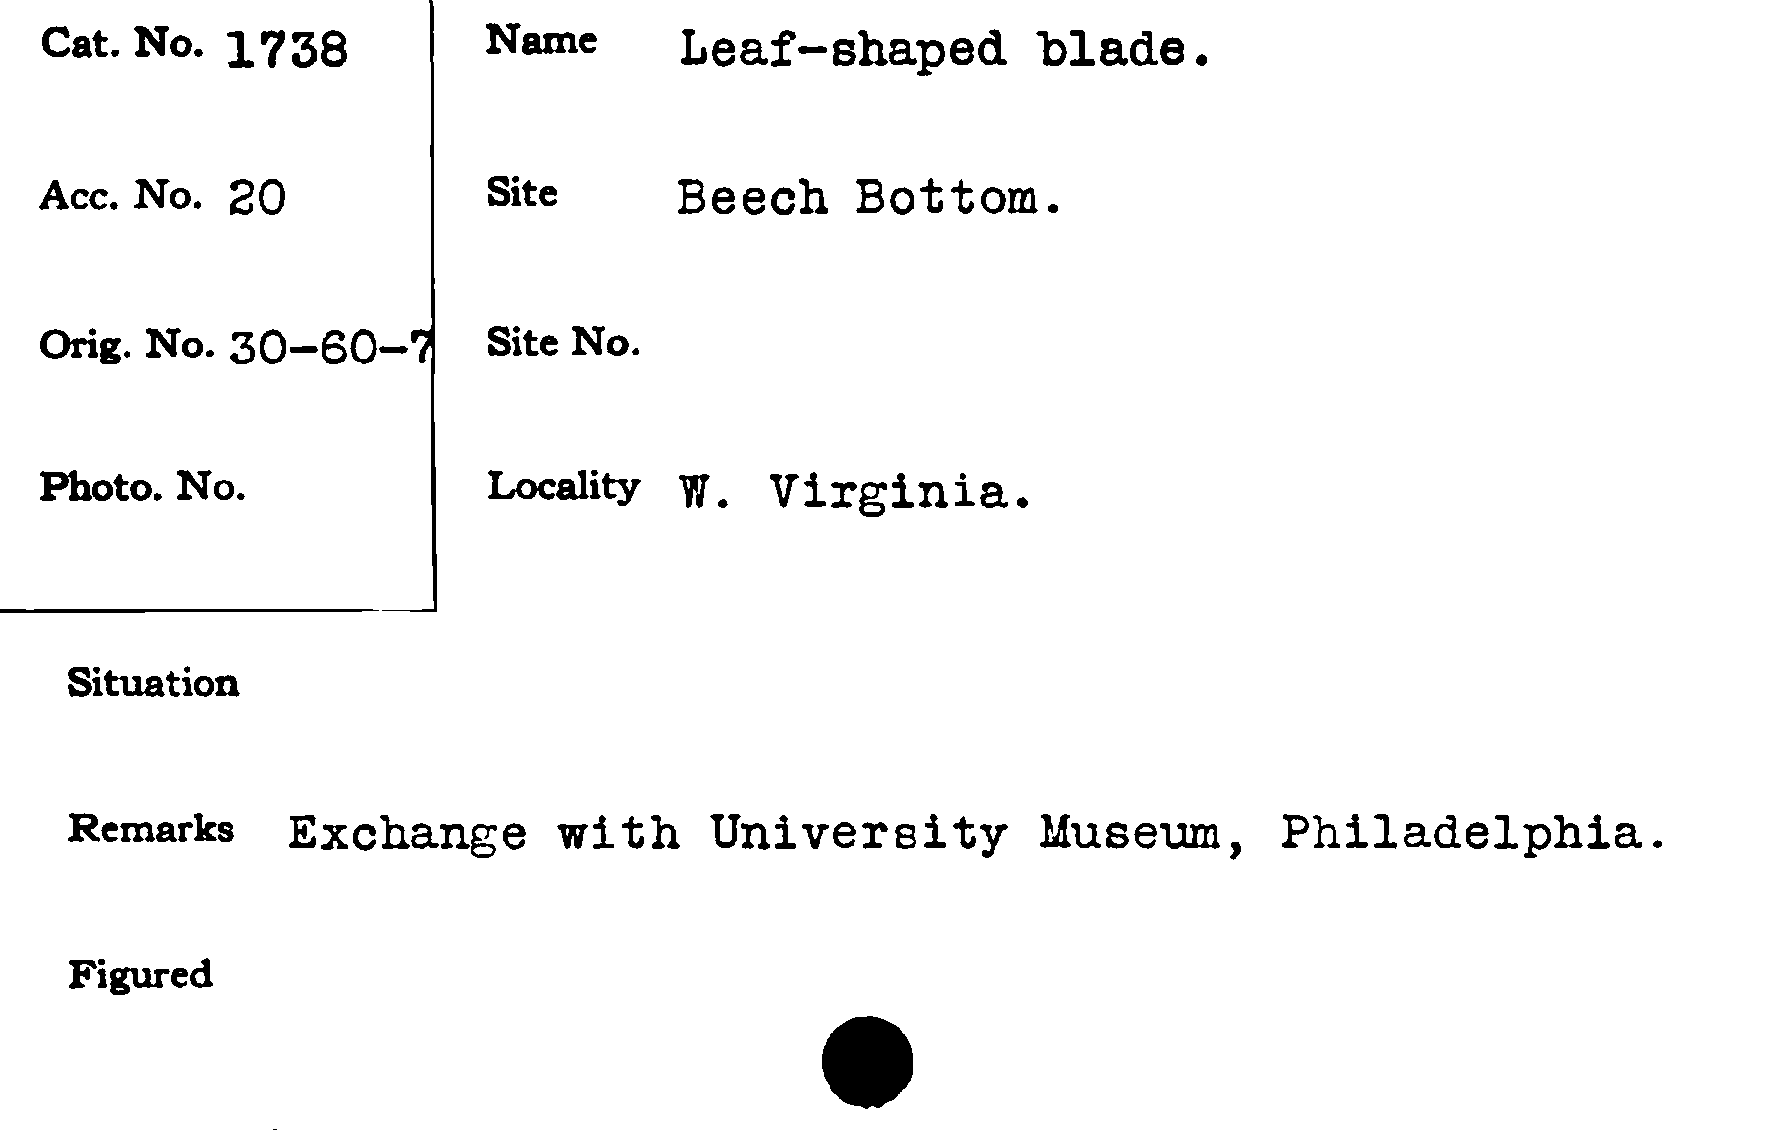 Cat. No. 1738
Name Leaf-shaped blade.
Acc. No. 20
Site Beech Bottom.
Orig. No. 30-60-7
Site No.
Photo. No.
Locality W. Virginia.
Situation
Remarks Exchange with University Museum, Philadelphia.
Figured